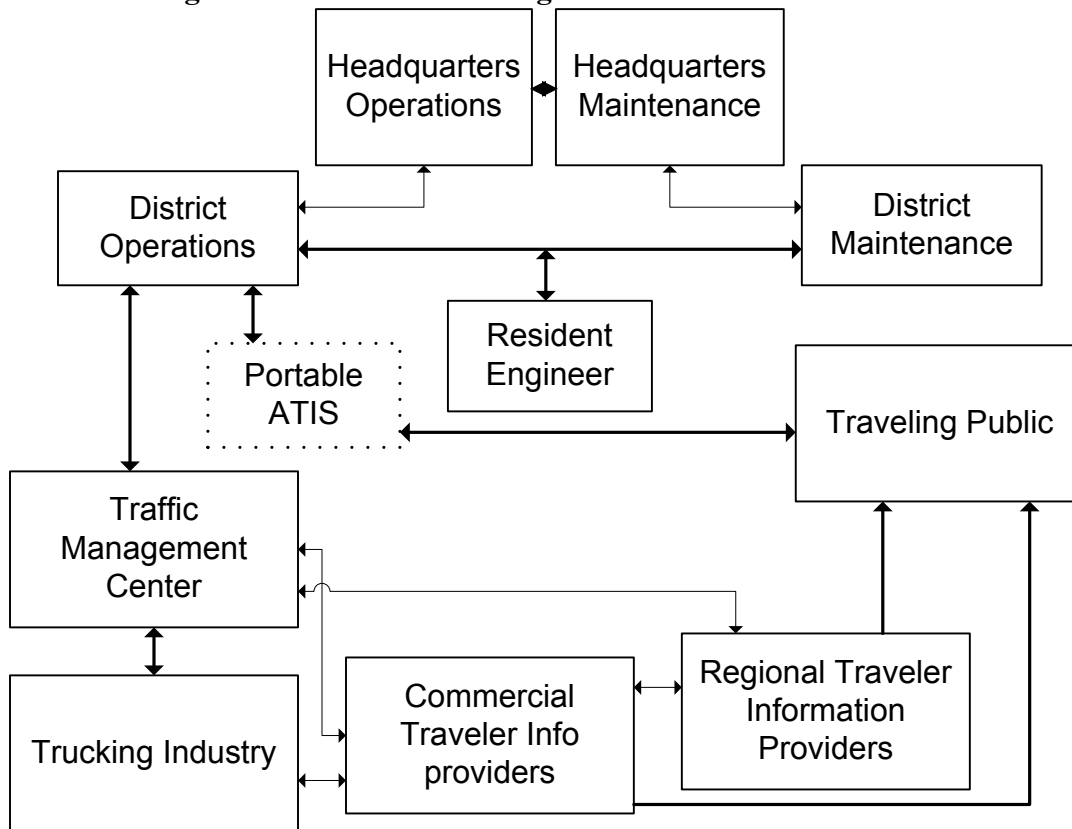 Headquarters
Operations
Headquarters
Maintenance
District
Operations
District
Maintenance
Resident
Engineer
Portable
ATIS
Traveling Public
Traffic
Management
Center
Regional Traveler
Information
Providers
Commercial
Traveler Info
providers
Trucking Industry